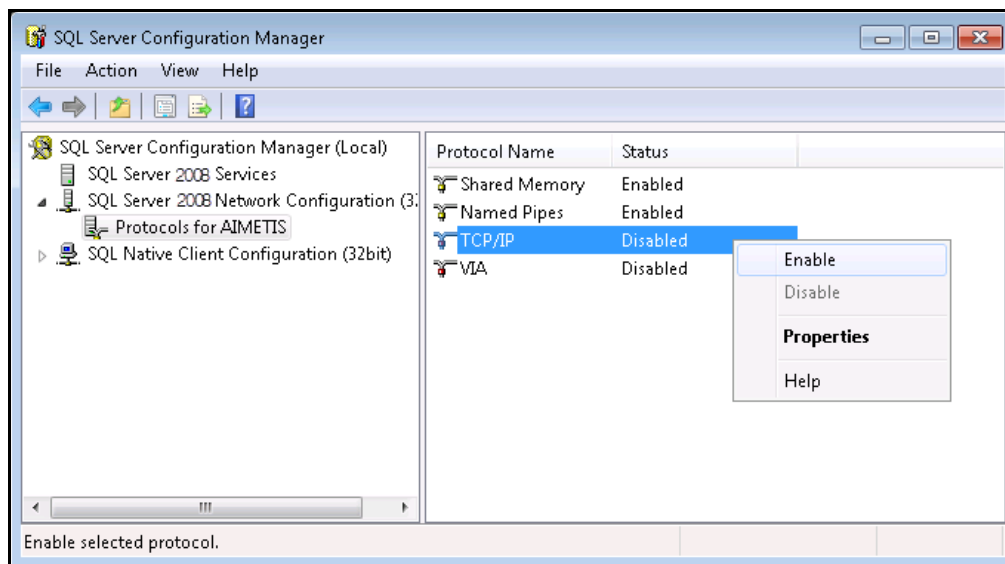 SQL Server Configuration Manager
File Action View Help
SQL Server Configuration Manager (Local)
SQL Server 2008 Services
SQL Server 2008 Network Configuration (3
Protocols for AIMETIS
SQL Native Client Configuration (32bit)
Protocol Name Status
Shared Memory Enabled
Named Pipes Enabled
TCP/IP Disabled
VIA Disabled
Enable
Disable
Properties
Help
Enable selected protocol.